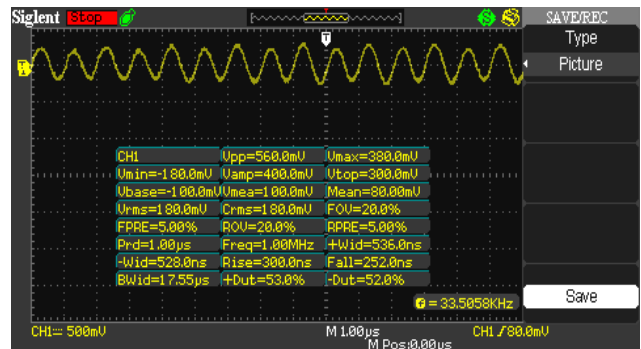 Siglent Stop SAVE/REC
T
Type
Picture
CH1 Vpp=560.0mV Vmax=380.0mV
Vmin=-180.0mV Vamp=400.0mV Vtop=300.0mV
Vbase=-100.0mV Vmea=100.0mV Mean=80.00mV
Vrms=180.0mV Crms=180.0mV FOV=20.0%
FPRE=5.00% ROV=20.0% RPRE=5.00%
Prd=1.00µs Freq=1.00MHz +Wid=536.0ns
-Wid=528.0ns Rise=300.0ns Fall=252.0ns
BWid=17.55µs +Dut=53.0% -Dut=52.0%
= 33.5058KHz
Save
CH1 500mV M 1.00µs CH1 80.0mV
M Pos:0.00µs